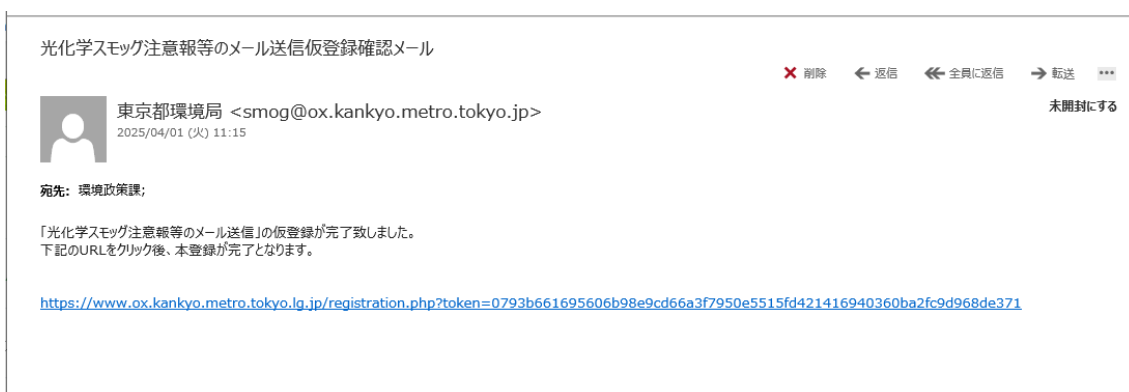 光化学スモッグ注意報等のメール送信仮登録確認メール
削除 返信 全員に返信 転送 ...
東京都環境局 <smog@ox.kankyo.metro.tokyo.jp>
未開封にする
2025/04/01 (火) 11:15
宛先: 環境政策課;
「光化学スモッグ注意報等のメール送信」の仮登録が完了致しました。
下記のURLをクリック後、本登録が完了となります。
https://www.ox.kankyo.metro.tokyo.lg.jp/registration.php?token=0793b661695606b98e9cd66a3f7950e5515fd421416940360ba2fc9d968de371